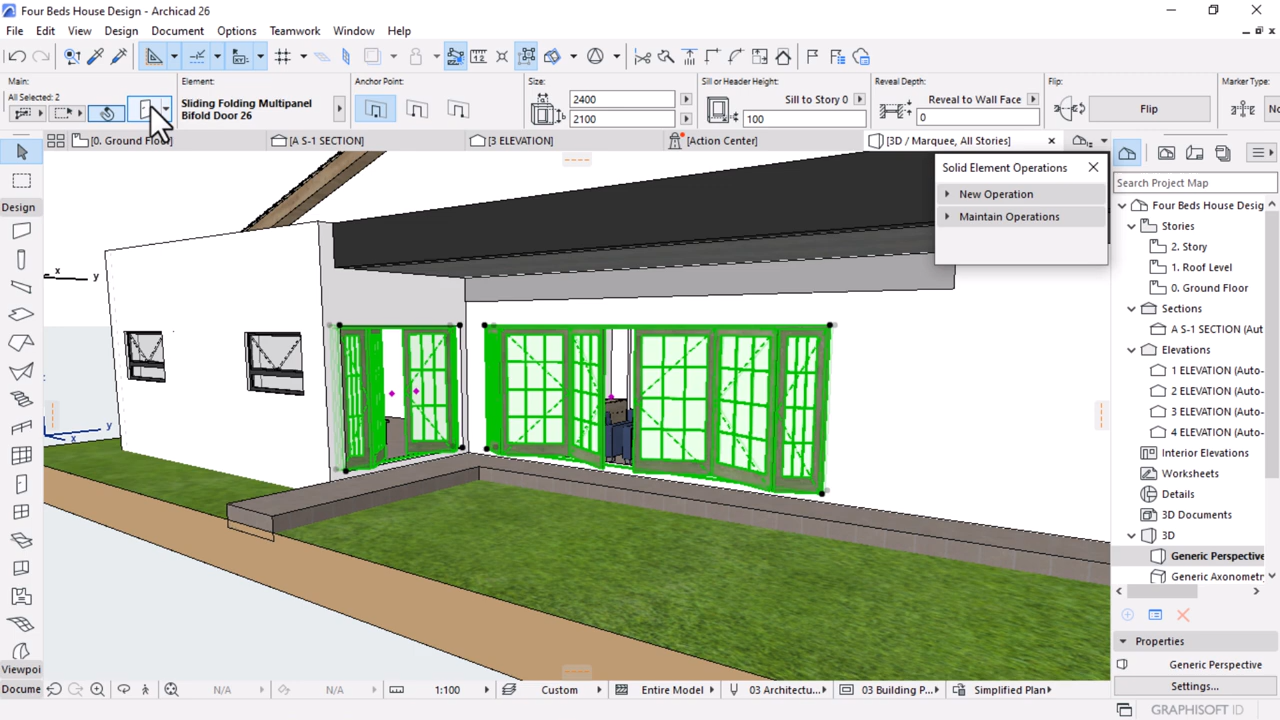 Four Beds House Design - Archicad 26
File Edit View Design Document Options Teamwork Window Help
Main:
All Selected: 2
Element:
Sliding Folding Multipanel
Bifold Door 26
Anchor Point:
Size:
2400
2100
Sill or Header Height:
Sill to Story 0
100
Reveal Depth:
Reveal to Wall Face
0
Flip:
Flip
Marker Type:
[0. Ground Floor]
[A S-1 SECTION]
[3 ELEVATION]
[Action Center]
[3D / Marquee, All Stories]
Design
Solid Element Operations
New Operation
Maintain Operations
x
y
x
y
Search Project Map
Four Beds House Desig
Stories
2. Story
1. Roof Level
0. Ground Floor
Sections
A S-1 SECTION (Aut
Elevations
1 ELEVATION (Auto-
2 ELEVATION (Auto-
3 ELEVATION (Auto-
4 ELEVATION (Auto-
Interior Elevations
Worksheets
Details
3D Documents
3D
Generic Perspective
Generic Axonometr
Properties
Generic Perspective
Settings...
Viewpoi
Docume
N/A
N/A
1:100
Custom
Entire Model
03 Architectu...
03 Building P...
Simplified Plan
GRAPHISOFT ID